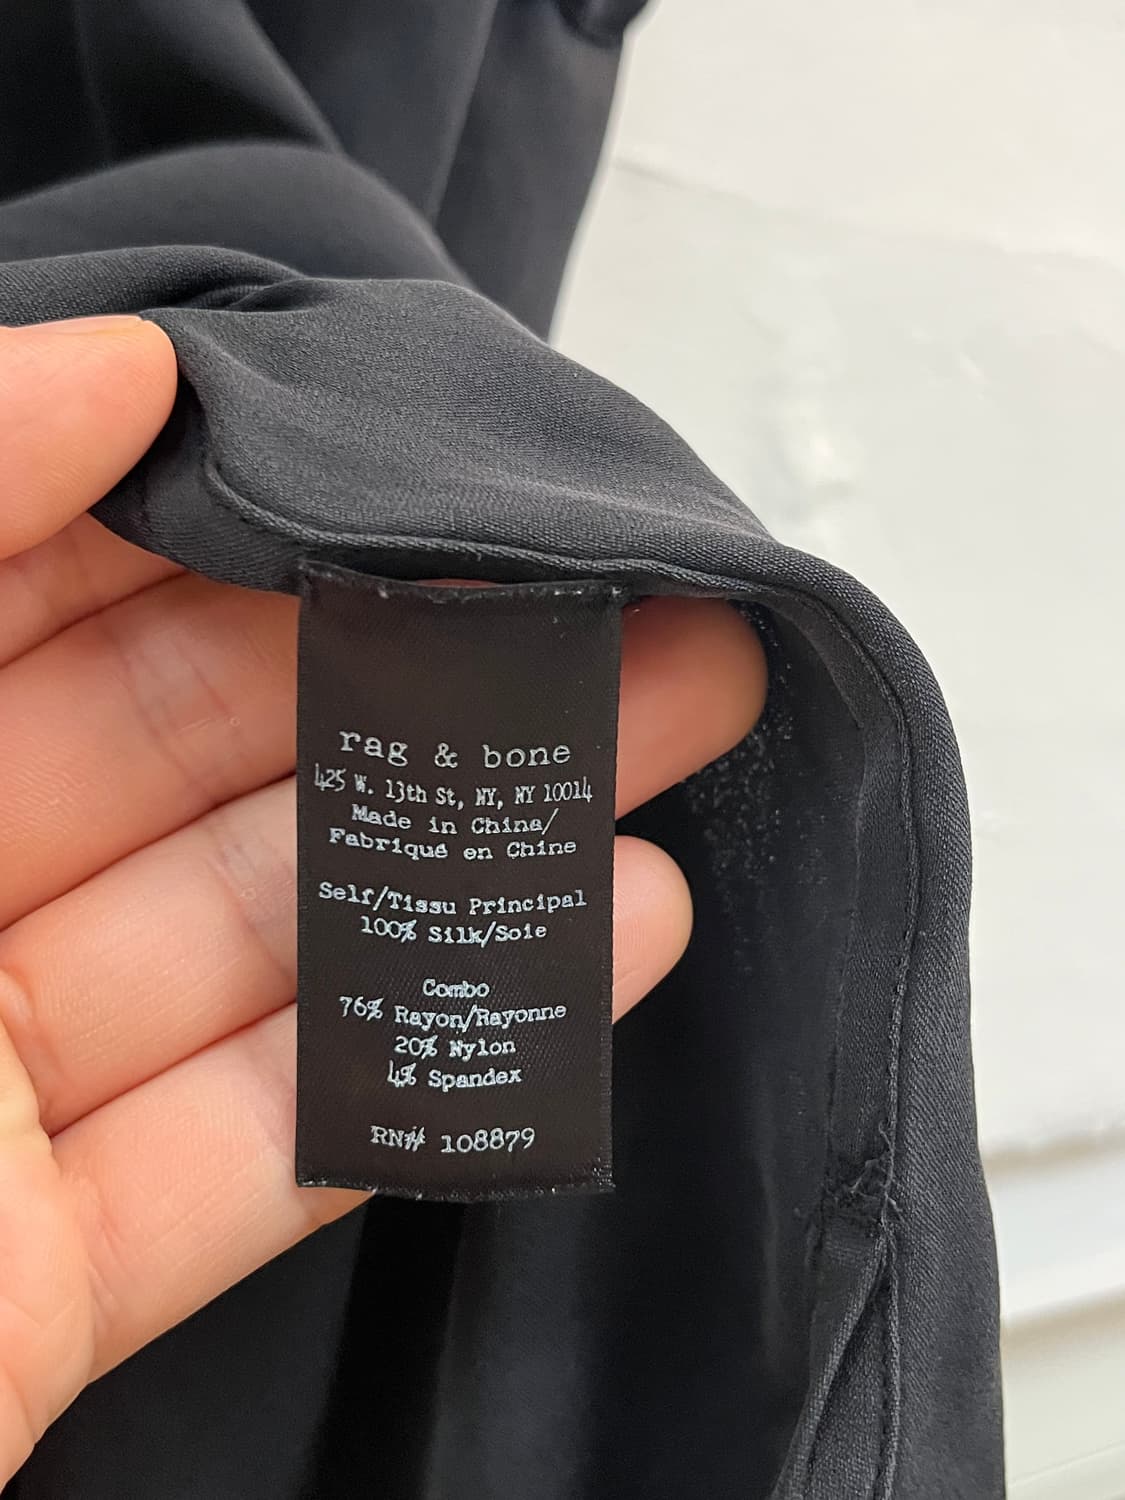 rag & bone
425 W. 13th St, NY, NY 10014
Made in China/
Fabriqué en Chine
Self/Tissu Principal
100% Silk/Soie
Combo
76% Rayon/Rayonne
20% Nylon
4% Spandex
RN# 108879